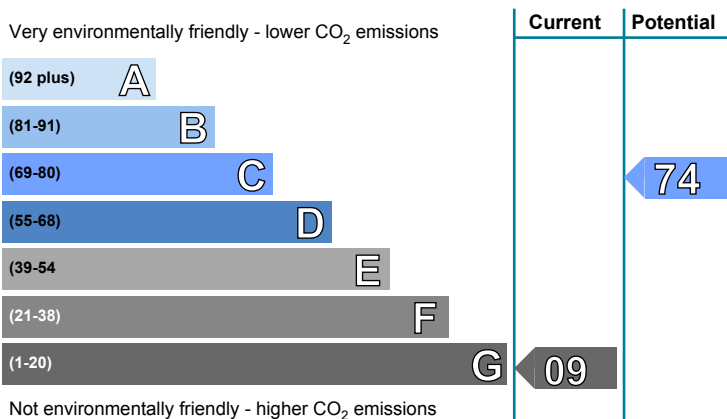 Current Potential
Very environmentally friendly - lower CO2 emissions
(92 plus) A
(81-91) B
(69-80) C 74
(55-68) D
(39-54 E
(21-38) F
(1-20) G 09
Not environmentally friendly - higher CO2 emissions